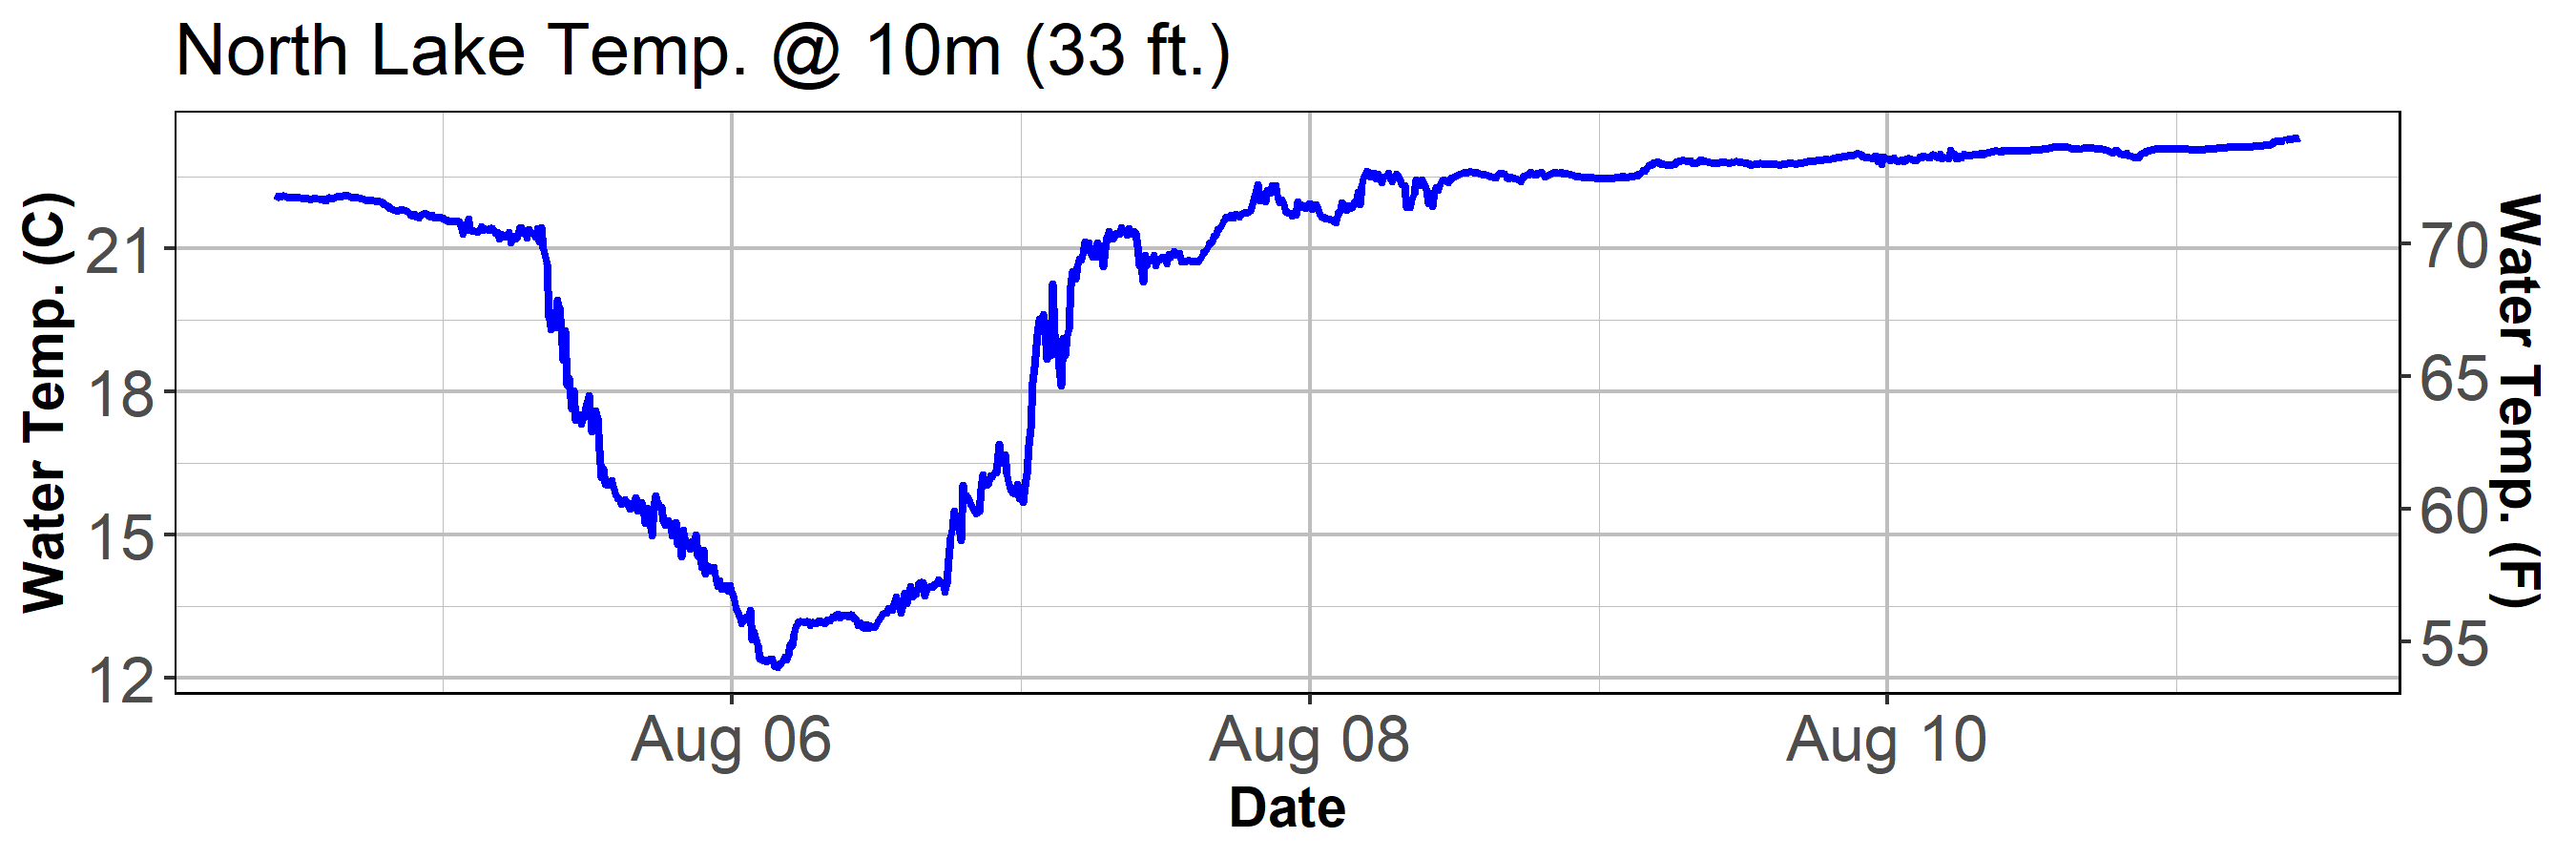 North Lake Temp. @ 10m (33 ft.)
Water Temp. (C)
21
18
15
12
70
65
60
55
Water Temp. (F)
Aug 06
Aug 08
Aug 10
Date